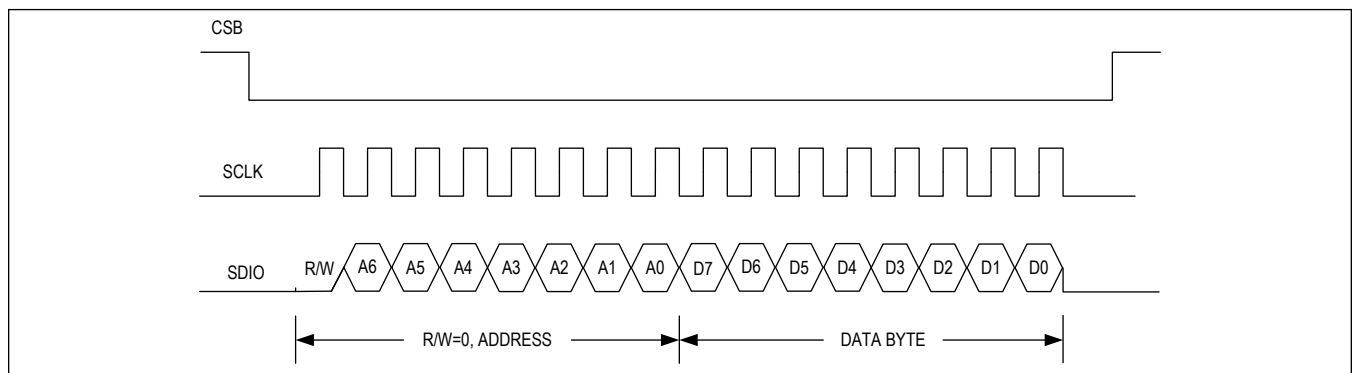 CSB
SCLK
SDIO R/W A6 A5 A4 A3 A2 A1 A0 D7 D6 D5 D4 D3 D2 D1 D0
R/W=0, ADDRESS DATA BYTE